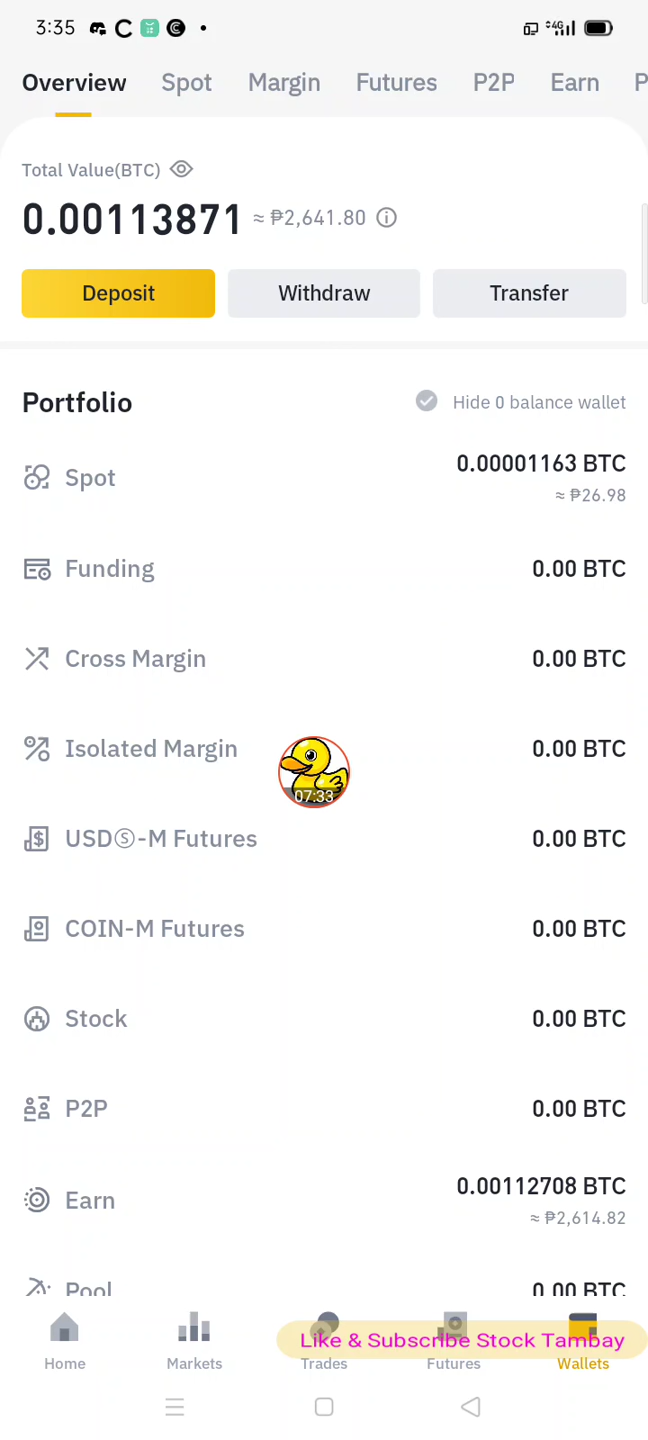 3:35 4G
Overview Spot Margin Futures P2P Earn P
Total Value(BTC)
0.00113871 ≈ ₱2,641.80
Deposit Withdraw Transfer
Portfolio Hide 0 balance wallet
Spot 0.00001163 BTC
≈ ₱26.98
Funding 0.00 BTC
Cross Margin 0.00 BTC
Isolated Margin 0.00 BTC
07:33
USDⓈ-M Futures 0.00 BTC
COIN-M Futures 0.00 BTC
Stock 0.00 BTC
P2P 0.00 BTC
Earn 0.00112708 BTC
≈ ₱2,614.82
Pool 0.00 BTC
Like & Subscribe Stock Tambay
Home Markets Trades Futures Wallets